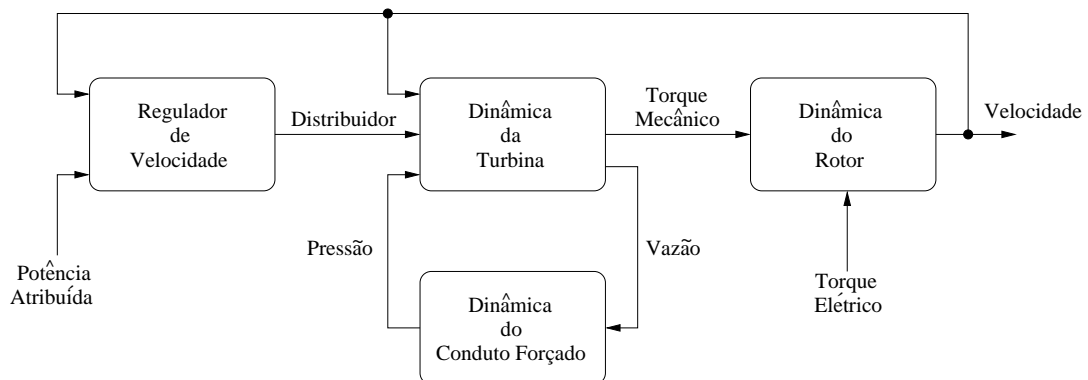 Regulador
de
Velocidade
Distribuidor
Dinâmica
da
Turbina
Torque
Mecânico
Dinâmica
do
Rotor
Velocidade
Potência
Atribuída
Pressão
Vazão
Dinâmica
do
Conduto Forçado
Torque
Elétrico